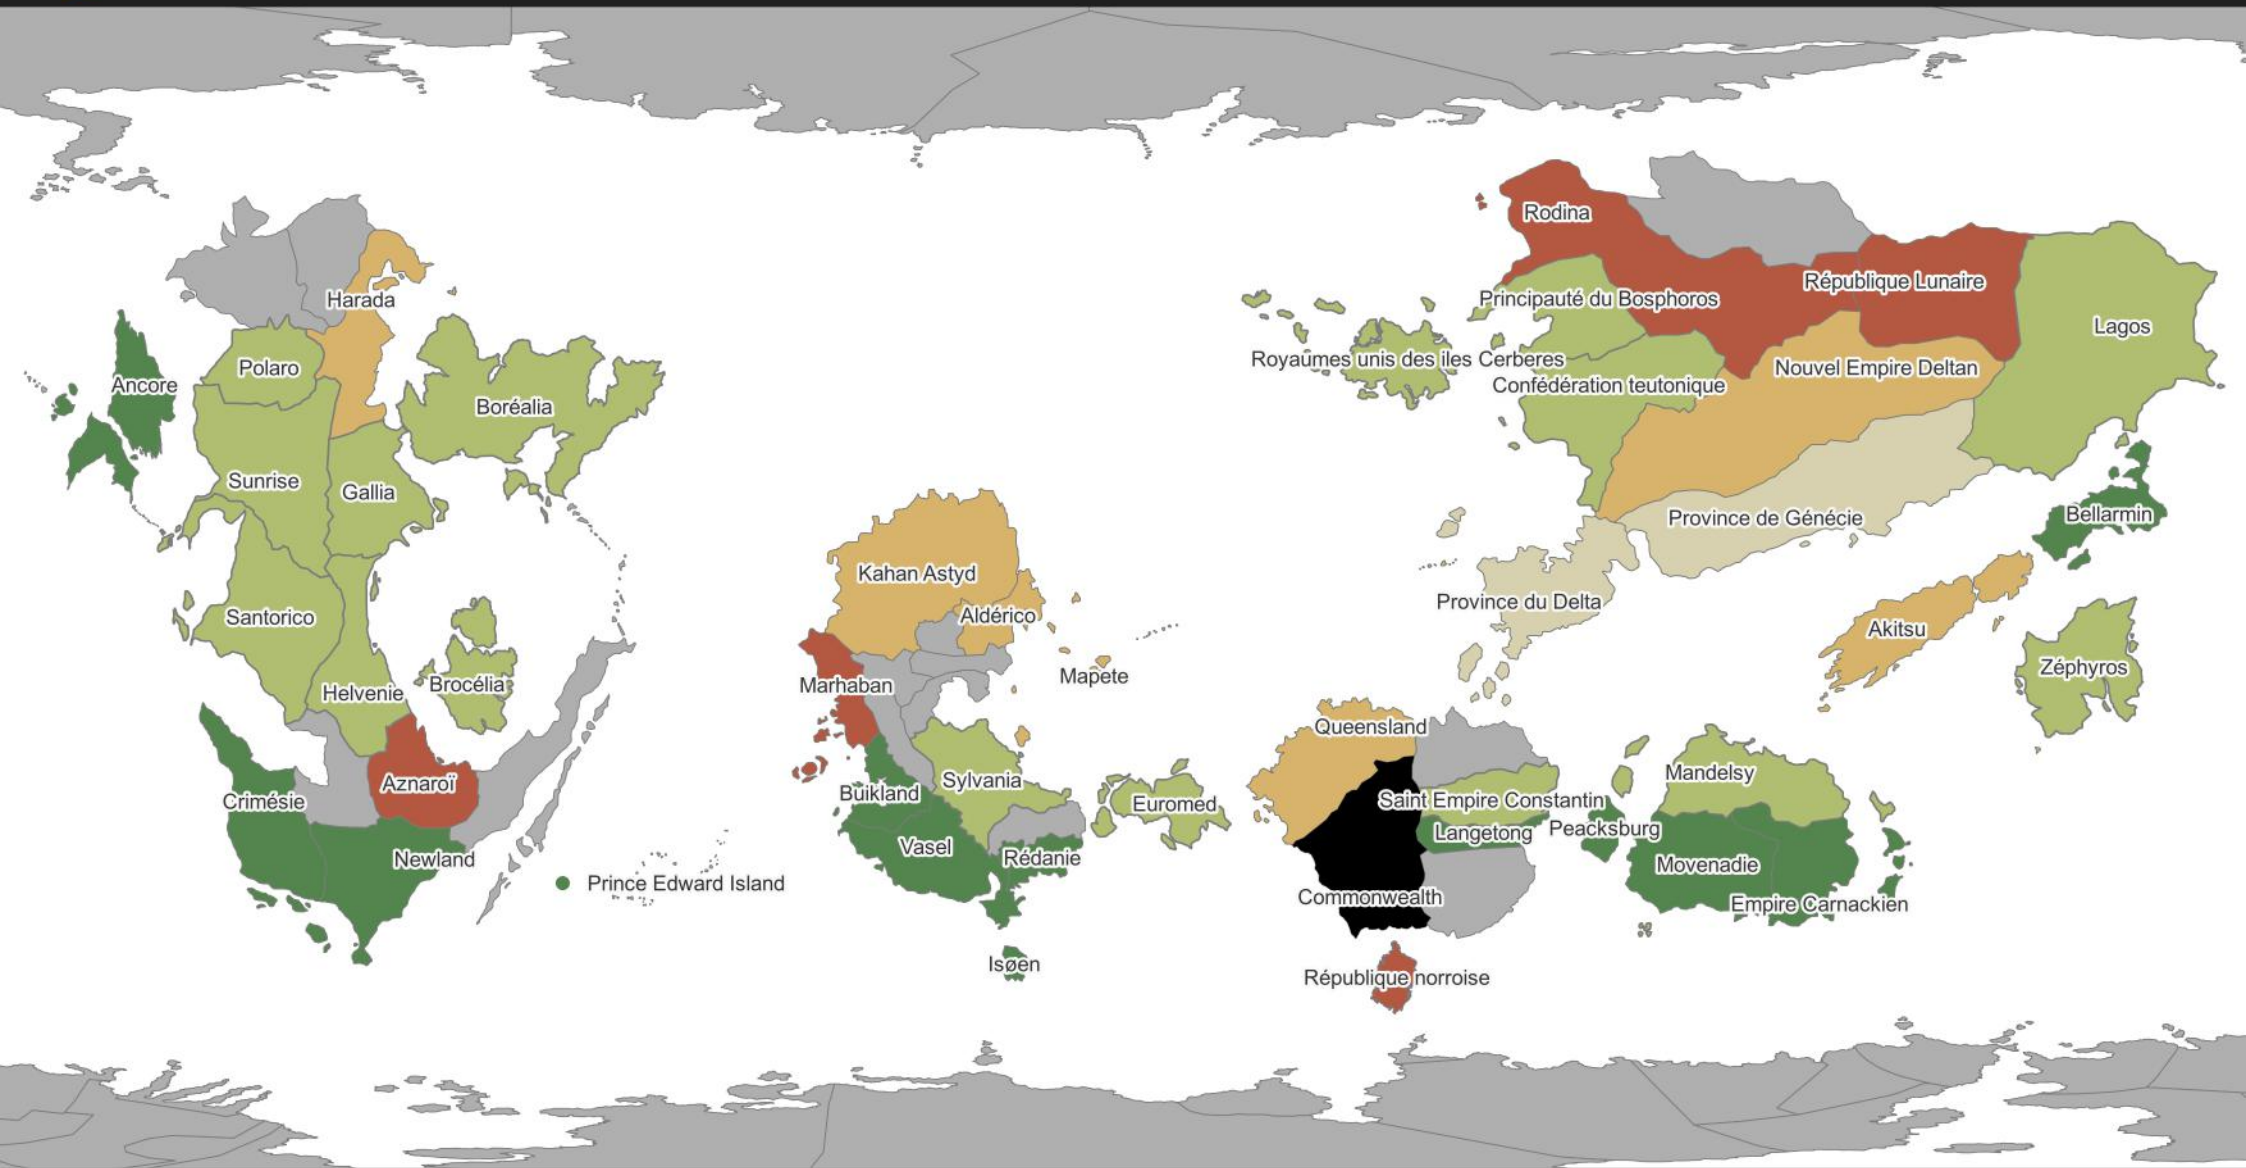 Harada
Polaro
Ancore
Boréalia
Sunrise
Gallia
Santorico
Helvenie
Brocélia
Aznaroï
Crimésie
Newland
Prince Edward Island
Kahan Astyd
Aldérico
Mapete
Marhaban
Sylvania
Buikland
Vasel
Rédanie
Isøen
Euromed
Rodina
République Lunaire
Principauté du Bosphoros
Lagos
Royaumes unis des iles Cerberes
Nouvel Empire Deltan
Confédération teutonique
Province de Génécie
Bellarmin
Province du Delta
Akitsu
Zéphyros
Queensland
Saint Empire Constantin
Langetong
Peacksburg
Mandelsy
Movenadie
Empire Carnackien
Commonwealth
République norroise